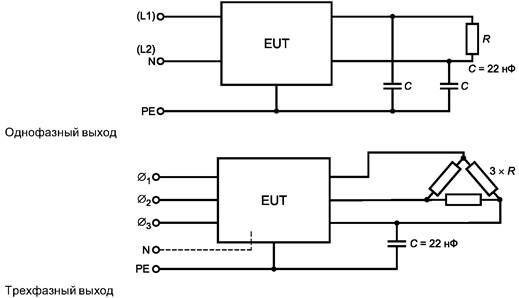 (L1)
EUT
R
(L2)
N
C = 22 нФ
C
C
PE
Однофазный выход
Ø1
3 × R
Ø2
EUT
Ø3
N
C = 22 нФ
PE
Трехфазный выход